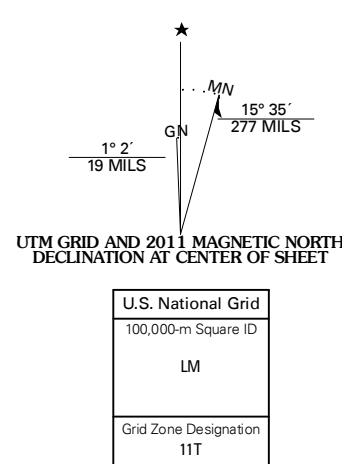 MN
15° 35´
277 MILS
GN
1° 2´
19 MILS
UTM GRID AND 2011 MAGNETIC NORTH
DECLINATION AT CENTER OF SHEET
U.S. National Grid
100,000-m Square ID
LM
Grid Zone Designation
11T